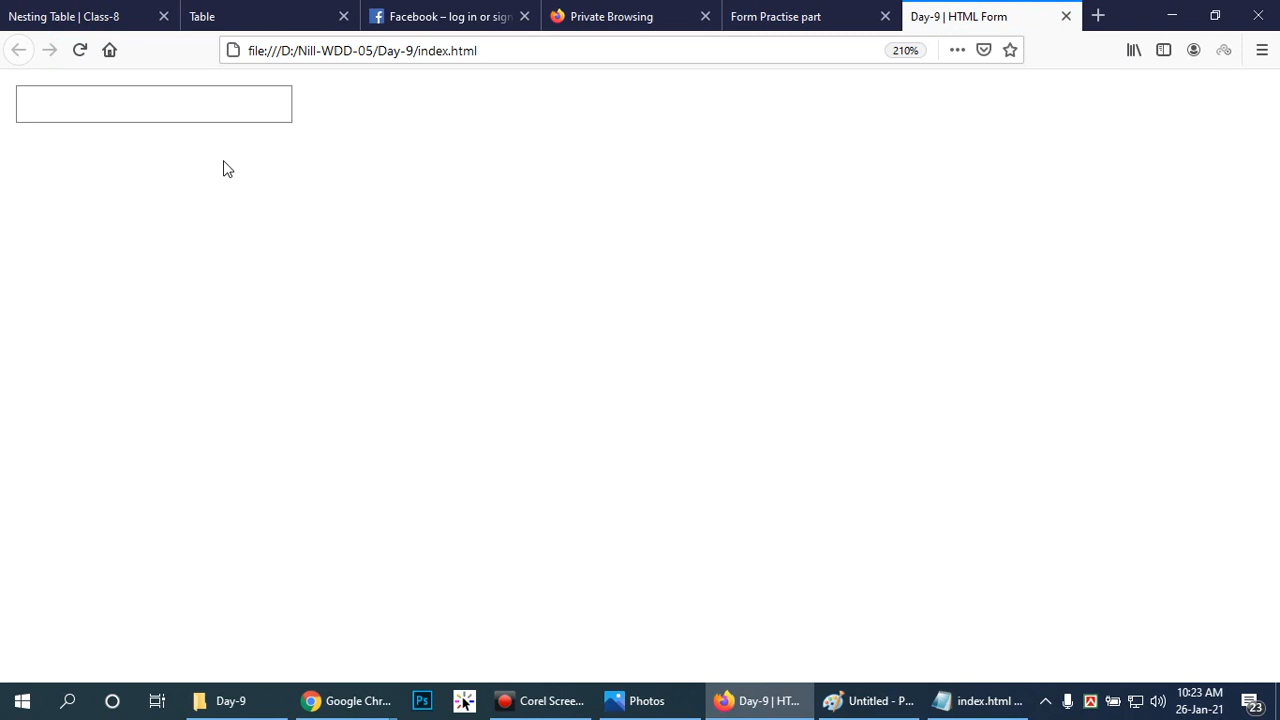 Nesting Table | Class-8
Table
Facebook – log in or sign
Private Browsing
Form Practise part
Day-9 | HTML Form
file:///D:/Nill-WDD-05/Day-9/index.html
210%
Day-9
Google Chr...
Ps
Corel Scree...
Photos
Day-9 | HT...
Untitled - P...
index.html ...
A
10:23 AM
26-Jan-21
23